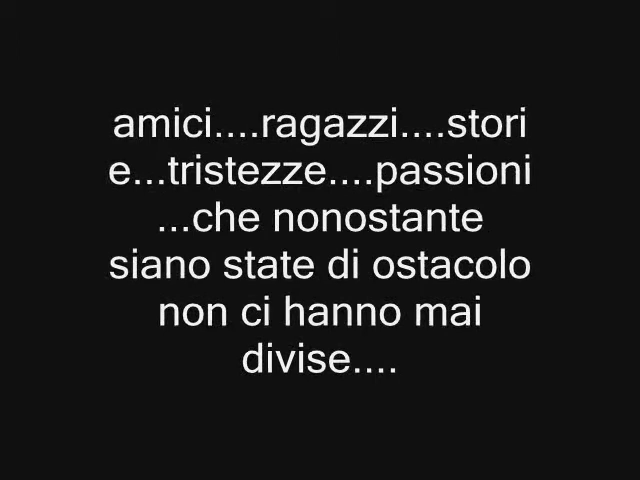 amici....ragazzi....stori
e...tristezze....passioni
...che nonostante
siano state di ostacolo
non ci hanno mai
divise....